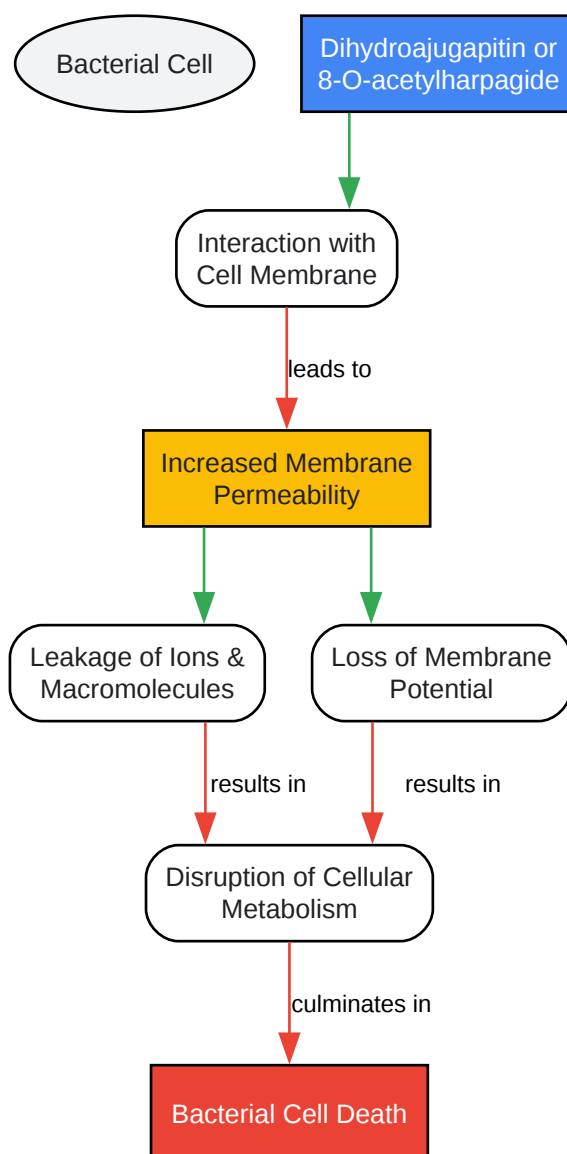 Bacterial Cell
Dihydroajugapitin or
8-O-acetylharpagide
Interaction with
Cell Membrane
leads to
Increased Membrane
Permeability
Leakage of Ions &
Macromolecules
Loss of Membrane
Potential
results in
results in
Disruption of Cellular
Metabolism
culminates in
Bacterial Cell Death